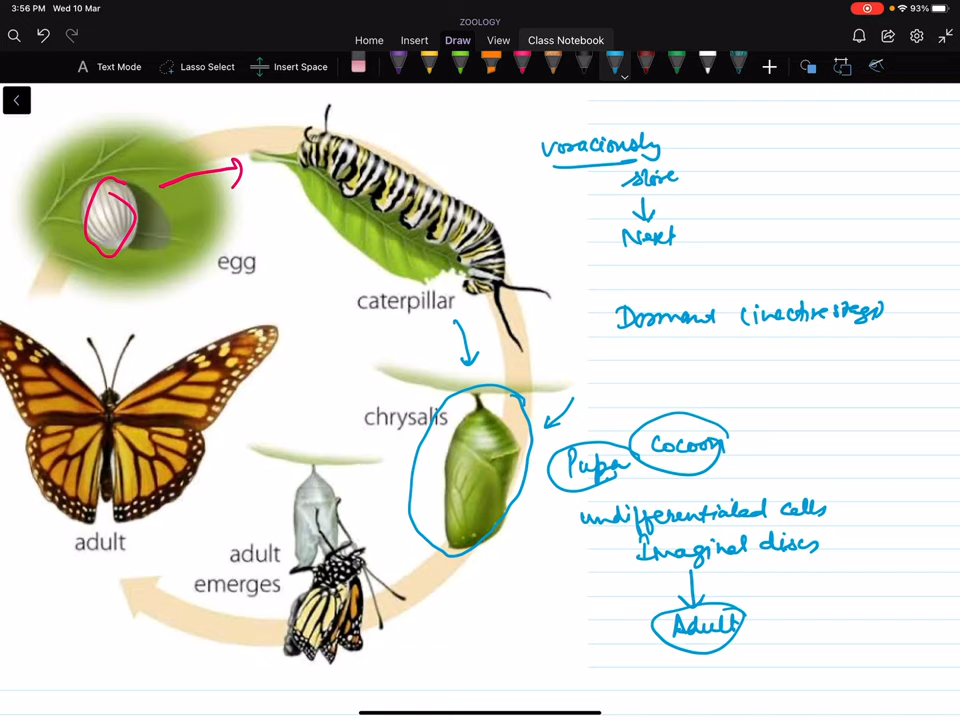 3:56 PM Wed 10 Mar
93%
ZOOLOGY
Home Insert Draw View Class Notebook
Text Mode Lasso Select Insert Space
voraciously
store
Next
egg
caterpillar
Dormant (inactive stage)
chrysalis
Pupa cocoon
undifferentiated cells
Imaginal discs
adult
adult
emerges
Adult